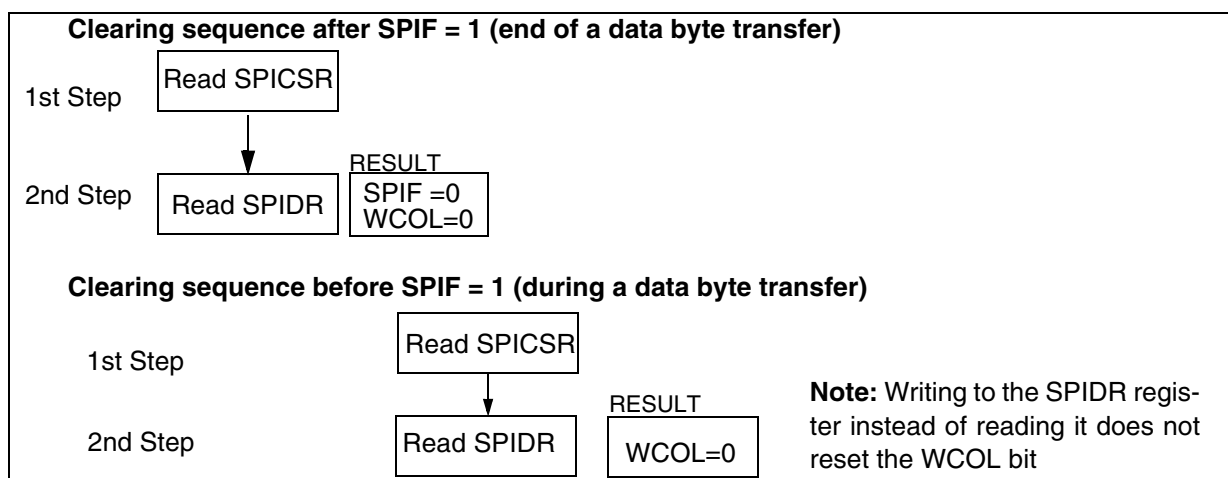 Clearing sequence after SPIF = 1 (end of a data byte transfer)
1st Step
Read SPICSR
RESULT
2nd Step
Read SPIDR
SPIF =0
WCOL=0
Clearing sequence before SPIF = 1 (during a data byte transfer)
1st Step
Read SPICSR
2nd Step
Read SPIDR
RESULT
WCOL=0
Note: Writing to the SPIDR regis-
ter instead of reading it does not
reset the WCOL bit